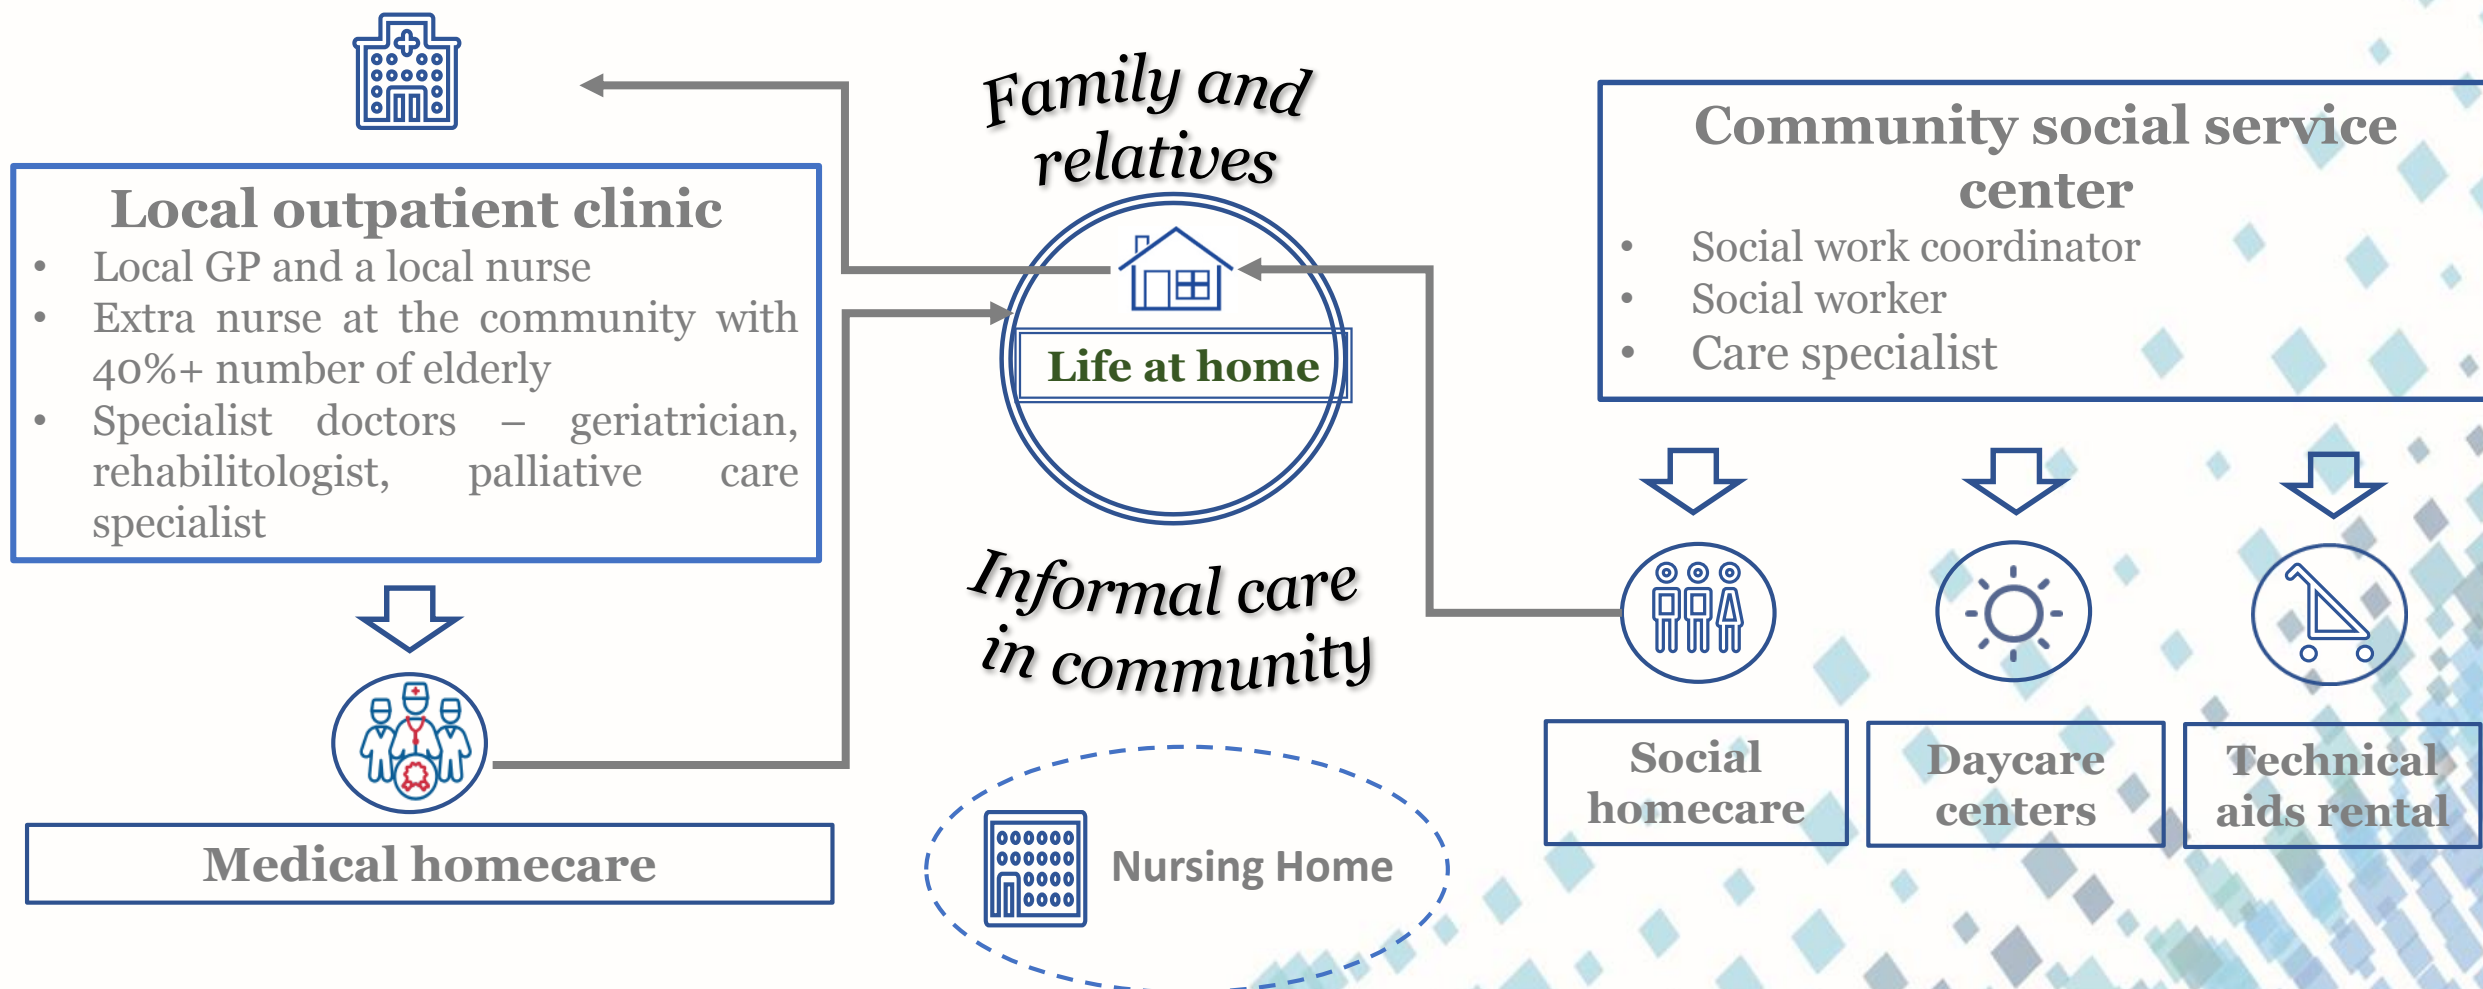 Local outpatient clinic
• Local GP and a local nurse
• Extra nurse at the community with
40%+ number of elderly
• Specialist doctors – geriatrician,
rehabilitologist, palliative care
specialist
Medical homecare
Family and
relatives
Life at home
Informal care
in community
Nursing Home
Community social service
center
• Social work coordinator
• Social worker
• Care specialist
Social
homecare
Daycare
centers
Technical
aids rental